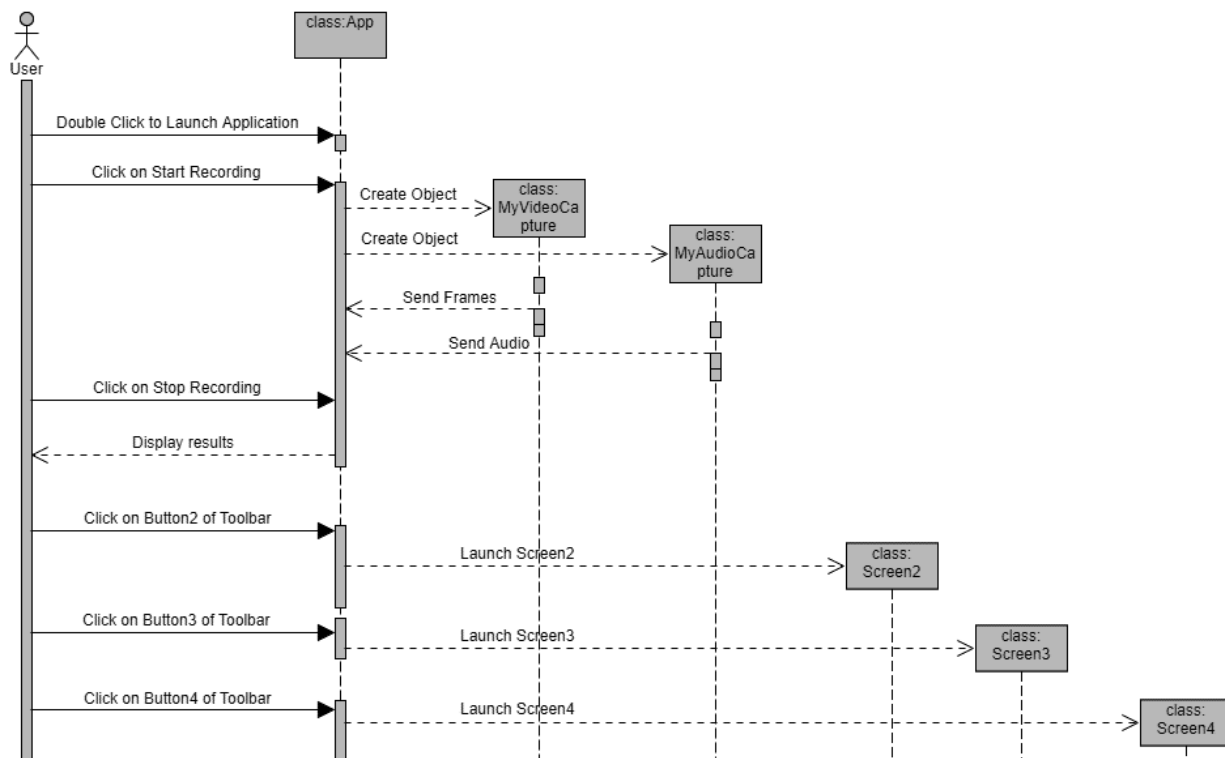 class:App
User
Double Click to Launch Application
Click on Start Recording
Create Object
class:
MyVideoCa
pture
Create Object
class:
MyAudioCa
pture
Send Frames
Send Audio
Click on Stop Recording
Display results
Click on Button2 of Toolbar
Launch Screen2
class:
Screen2
Click on Button3 of Toolbar
Launch Screen3
class:
Screen3
Click on Button4 of Toolbar
Launch Screen4
class:
Screen4